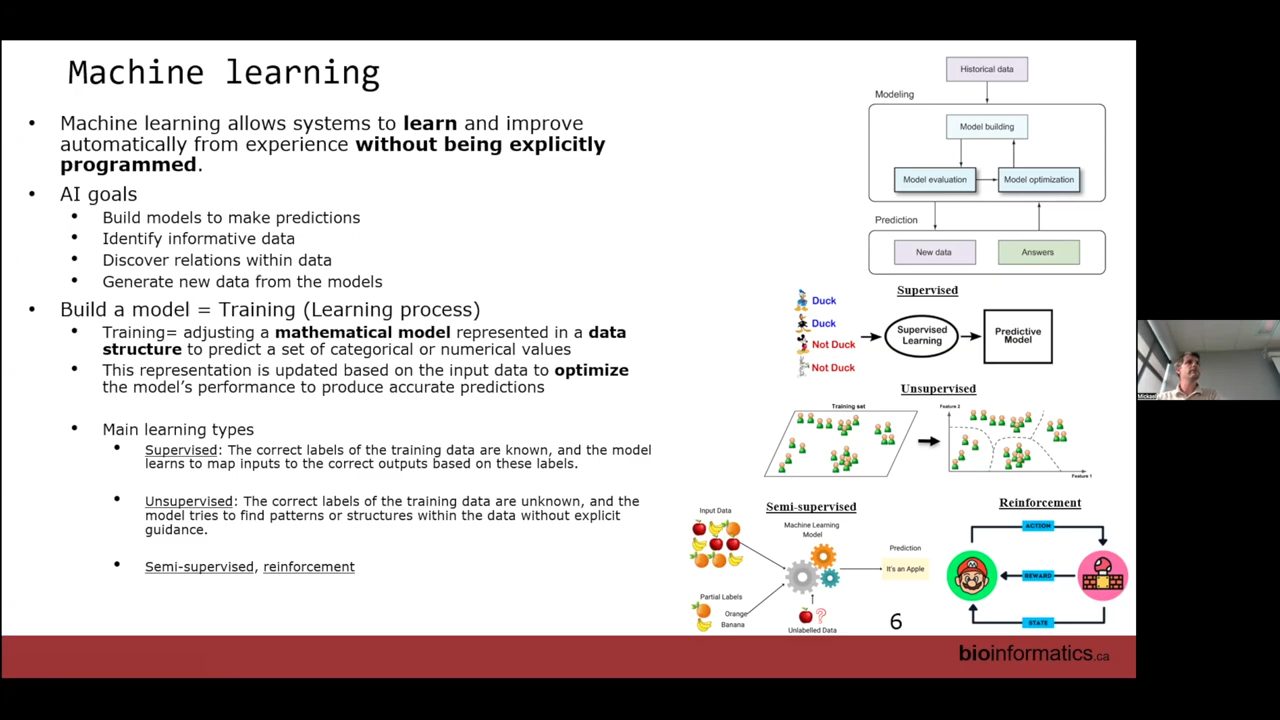 Machine learning
• Machine learning allows systems to learn and improve
automatically from experience without being explicitly
programmed.
• AI goals
• Build models to make predictions
• Identify informative data
• Discover relations within data
• Generate new data from the models
• Build a model = Training (Learning process)
• Training= adjusting a mathematical model represented in a data
structure to predict a set of categorical or numerical values
• This representation is updated based on the input data to optimize
the model's performance to produce accurate predictions
• Main learning types
• Supervised: The correct labels of the training data are known, and the model
learns to map inputs to the correct outputs based on these labels.
• Unsupervised: The correct labels of the training data are unknown, and the
model tries to find patterns or structures within the data without explicit
guidance.
• Semi-supervised, reinforcement
Historical data
Modeling
Model building
Model evaluation
Model optimization
Prediction
New data
Answers
Supervised
Duck
Duck
Not Duck
Not Duck
Supervised
Learning
Predictive
Model
Unsupervised
Training set
Feature 2
Feature 1
Semi-supervised
Input Data
Machine Learning
Model
Prediction
It's an Apple
Partial Labels
Orange
Banana
?
Unlabelled Data
Reinforcement
ACTION
REWARD
STATE
6
bioinformatics.ca